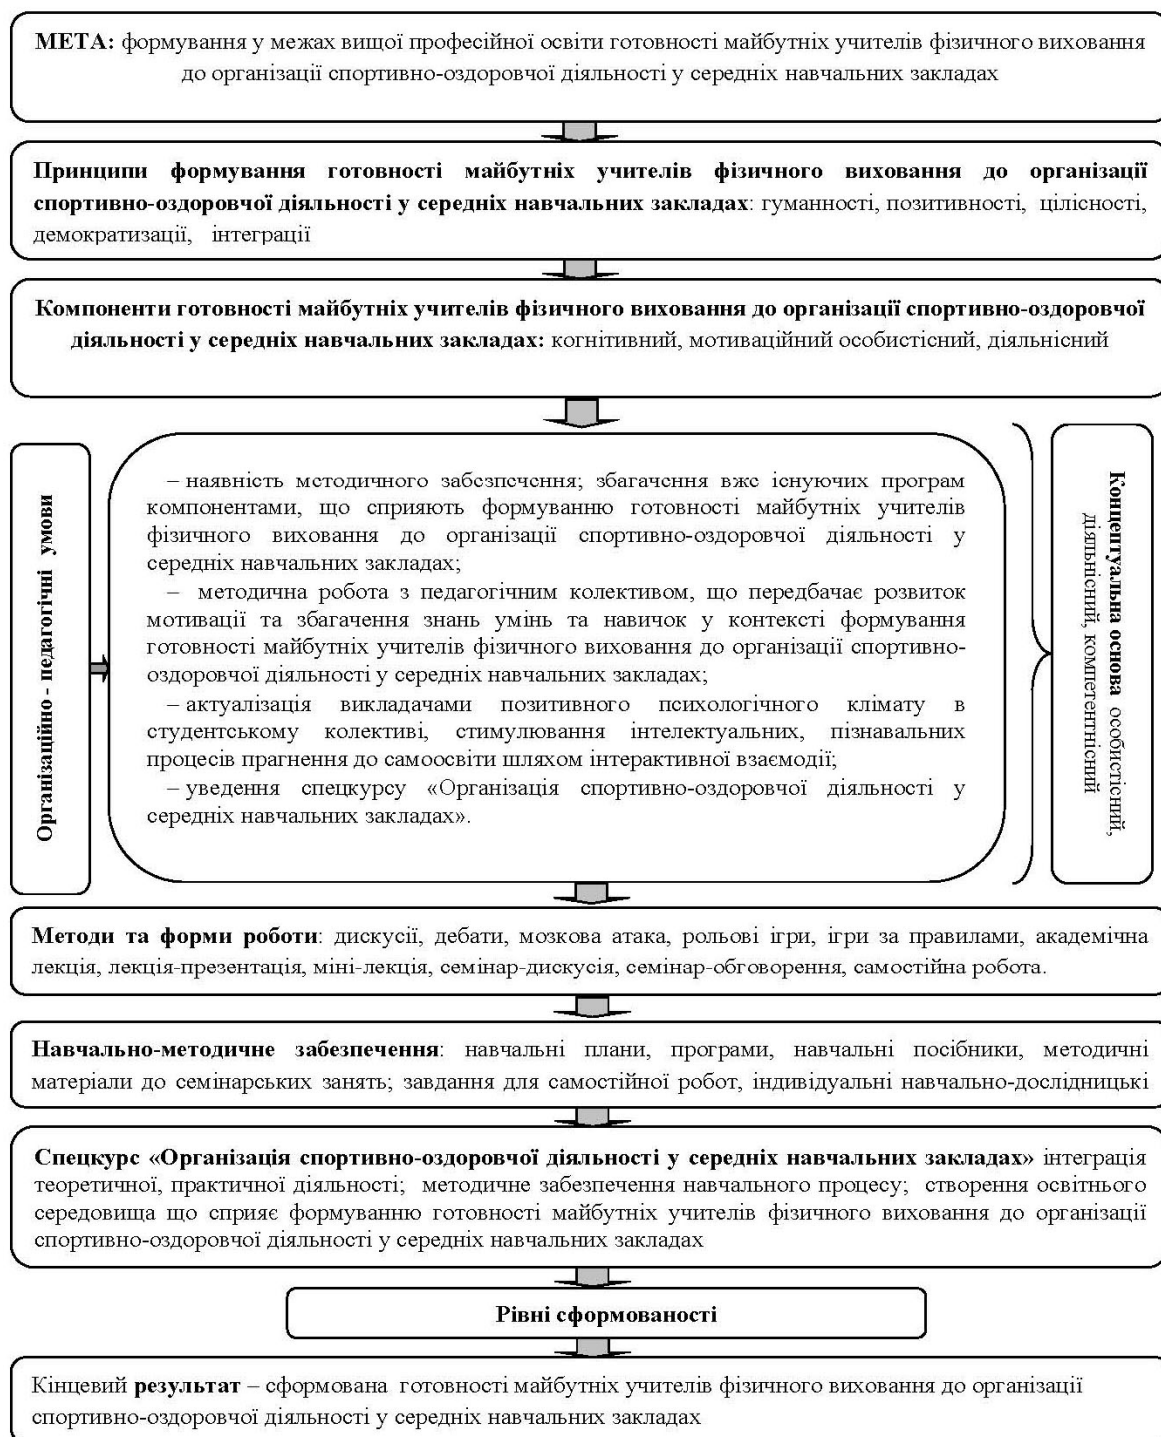 МЕТА: формування у межах вищої професійної освіти готовності майбутніх учителів фізичного виховання
до організації спортивно-оздоровчої діяльності у середніх навчальних закладах
Принципи формування готовності майбутніх учителів фізичного виховання до організації
спортивно-оздоровчої діяльності у середніх навчальних закладах: гуманності, позитивності, цілісності,
демократизації, інтеграції
Компоненти готовності майбутніх учителів фізичного виховання до організації спортивно-оздоровчої
діяльності у середніх навчальних закладах: когнітивний, мотиваційний особистісний, діяльнісний
Організаційно - педагогічні умови
– наявність методичного забезпечення; збагачення вже існуючих програм
компонентами, що сприяють формуванню готовності майбутніх учителів
фізичного виховання до організації спортивно-оздоровчої діяльності у
середніх навчальних закладах;
– методична робота з педагогічним колективом, що передбачає розвиток
мотивації та збагачення знань умінь та навичок у контексті формування
готовності майбутніх учителів фізичного виховання до організації спортивно-
оздоровчої діяльності у середніх навчальних закладах;
– актуалізація викладачами позитивного психологічного клімату в
студентському колективі, стимулювання інтелектуальних, пізнавальних
процесів прагнення до самоосвіти шляхом інтерактивної взаємодії;
– уведення спецкурсу «Організація спортивно-оздоровчої діяльності у
середніх навчальних закладах».
Концептуальна основа особистісний,
діяльнісний, компетентнісний
Методи та форми роботи: дискусії, дебати, мозкова атака, рольові ігри, ігри за правилами, академічна
лекція, лекція-презентація, міні-лекція, семінар-дискусія, семінар-обговорення, самостійна робота.
Навчально-методичне забезпечення: навчальні плани, програми, навчальні посібники, методичні
матеріали до семінарських занять; завдання для самостійної робот, індивідуальні навчально-дослідницькі
Спецкурс «Організація спортивно-оздоровчої діяльності у середніх навчальних закладах» інтеграція
теоретичної, практичної діяльності; методичне забезпечення навчального процесу; створення освітнього
середовища що сприяє формуванню готовності майбутніх учителів фізичного виховання до організації
спортивно-оздоровчої діяльності у середніх навчальних закладах
Рівні сформованості
Кінцевий результат – сформована готовності майбутніх учителів фізичного виховання до організації
спортивно-оздоровчої діяльності у середніх навчальних закладах